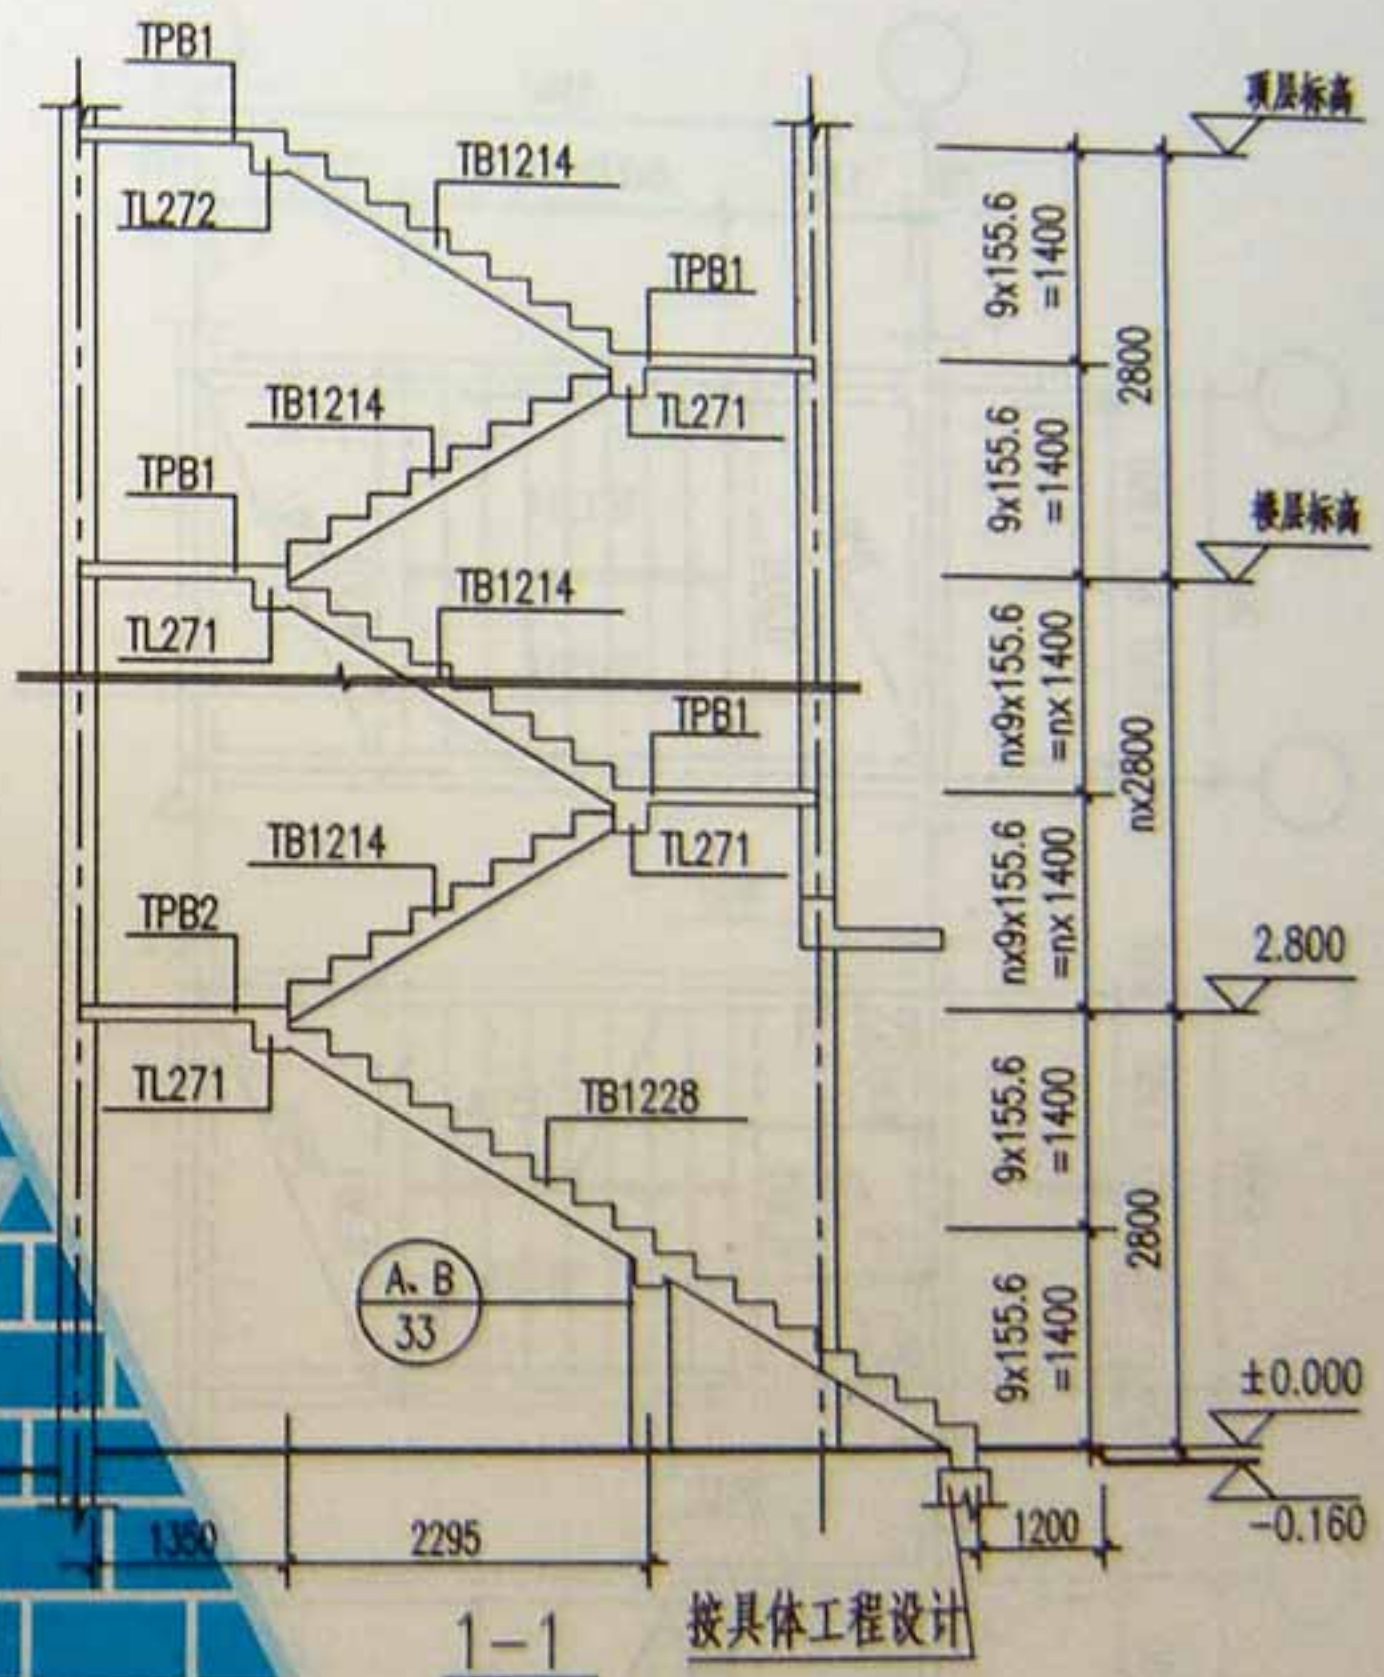 TPB1
顶层标高
TB1214
TL272
9x155.6
=1400
TPB1
2800
TB1214
TL271
9x155.6
=1400
TPB1
楼层标高
TB1214
TL271
nx9x155.6
=nx1400
TPB1
nx2800
TB1214
TL271
nx9x155.6
=nx1400
TPB2
2.800
TL271
TB1228
9x155.6
=1400
2800
A、B
33
9x155.6
=1400
±0.000
-0.160
1350
2295
1200
按具体工程设计
1-1